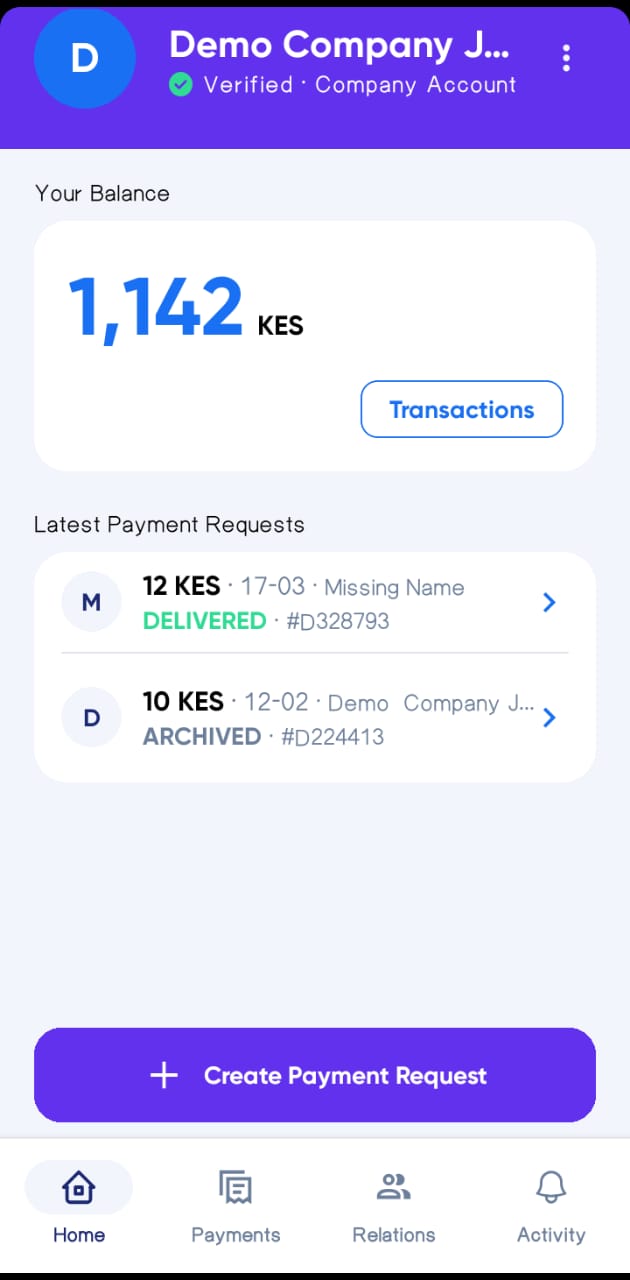 D
Demo Company J...
Verified · Company Account
Your Balance
1,142 KES
Transactions
Latest Payment Requests
M
12 KES · 17-03 · Missing Name
DELIVERED · #D328793
D
10 KES · 12-02 · Demo Company J...
ARCHIVED · #D224413
Create Payment Request
Home
Payments
Relations
Activity